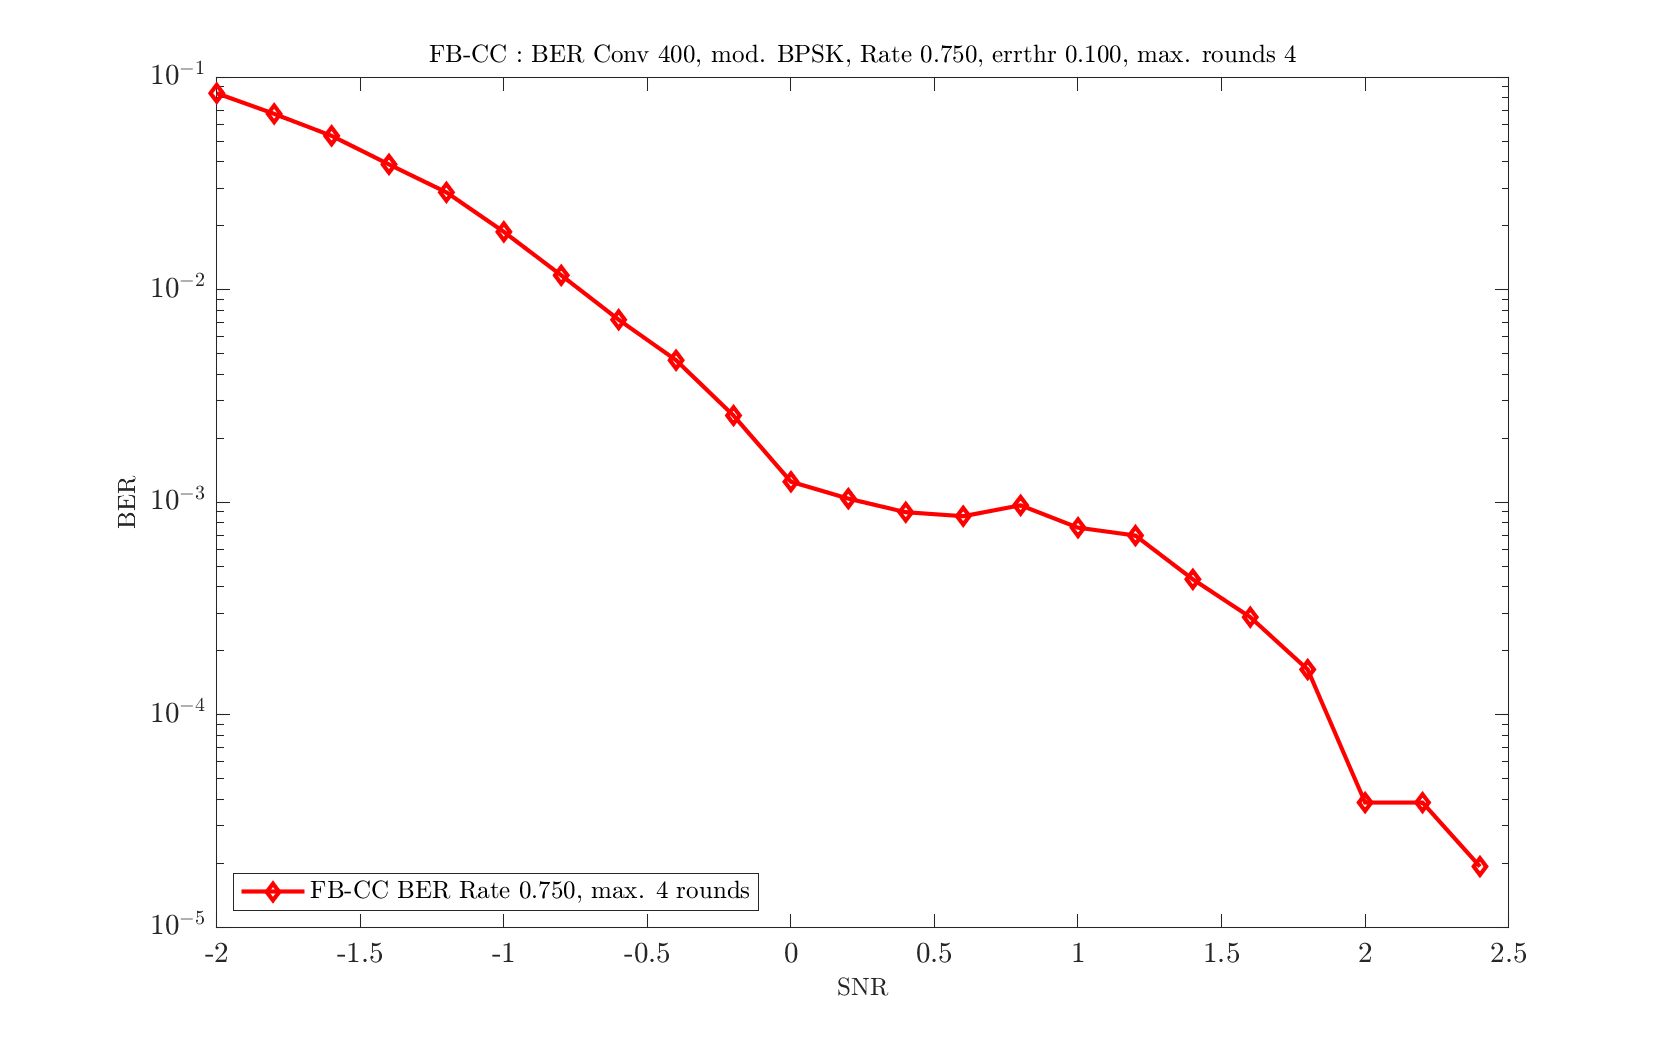 FB-CC : BER Conv 400, mod. BPSK, Rate 0.750, errthr 0.100, max. rounds 4
10^{-1}
10^{-2}
10^{-3}
10^{-4}
10^{-5}
BER
FB-CC BER Rate 0.750, max. 4 rounds
-2 -1.5 -1 -0.5 0 0.5 1 1.5 2 2.5
SNR